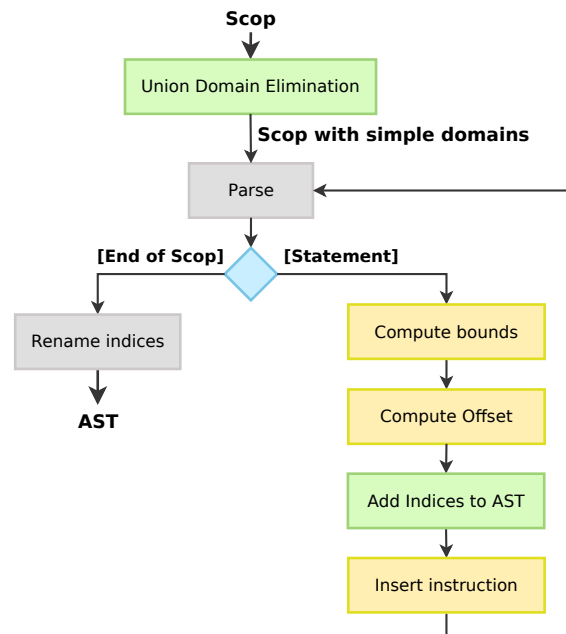 Scop
Union Domain Elimination
Scop with simple domains
Parse
[End of Scop]
[Statement]
Rename indices
Compute bounds
AST
Compute Offset
Add Indices to AST
Insert instruction